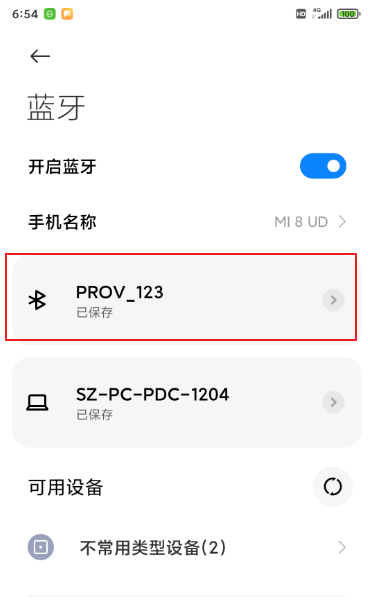 6:54 HD 4G 100
蓝牙
开启蓝牙
手机名称 MI 8 UD
PROV_123
已保存
SZ-PC-PDC-1204
已保存
可用设备
不常用类型设备(2)